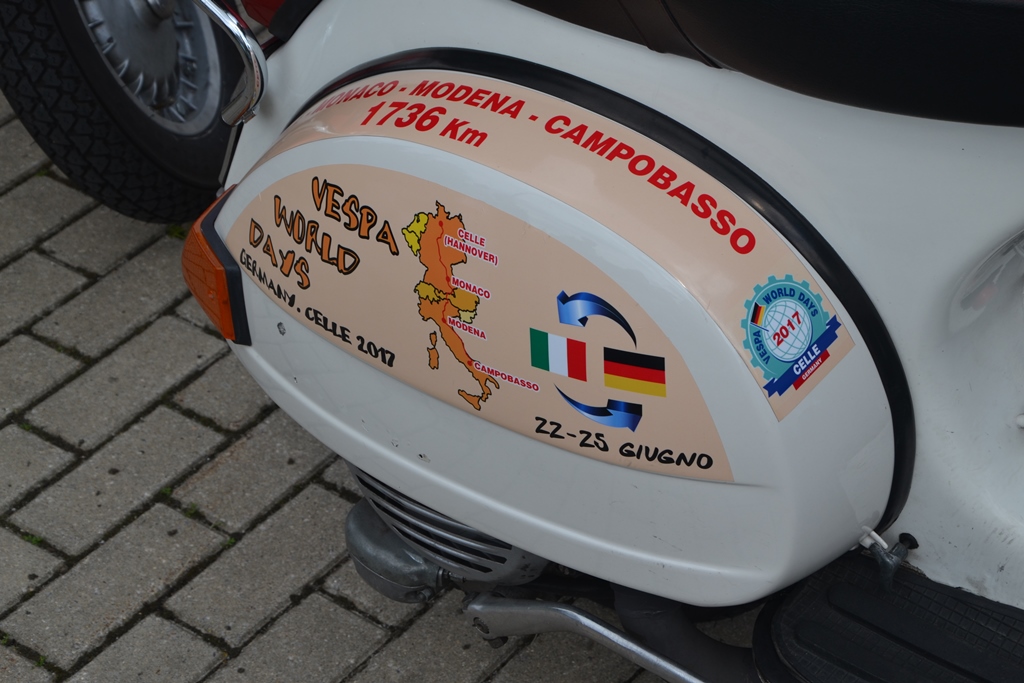 MONACO - MODENA - CAMPOBASSO
1736 Km
VESPA
WORLD
DAYS
GERMANY. CELLE 2017
CELLE
(HANNOVER)
MONACO
MODENA
CAMPOBASSO
22-25 GIUGNO
VESPA WORLD DAYS
2017
CELLE
GERMANY